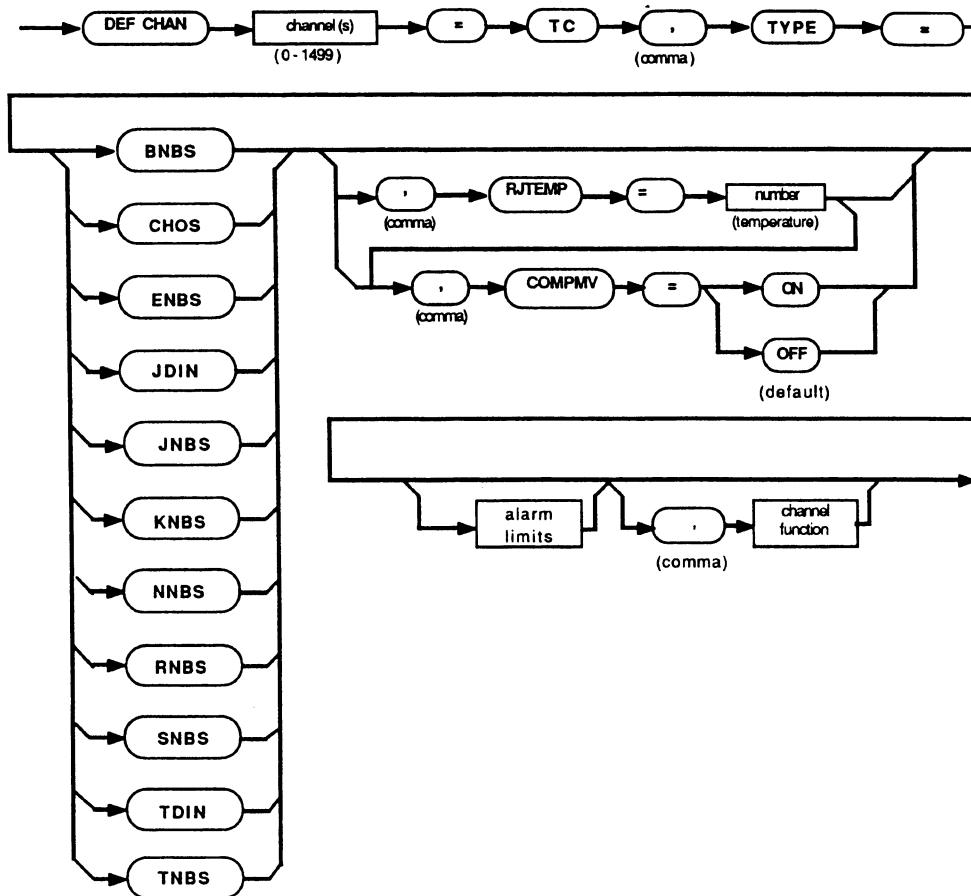 DEF CHAN channel(s) = TC , TYPE =
(0 - 1499) (comma)
BNBS
, RJTEMP = number
(comma) (temperature)
CHOS
ENBS
, COMPMV = ON
(comma)
OFF
(default)
JDIN
JNBS
KNBS
alarm
limits
, channel
function
(comma)
NNBS
RNBS
SNBS
TDIN
TNBS